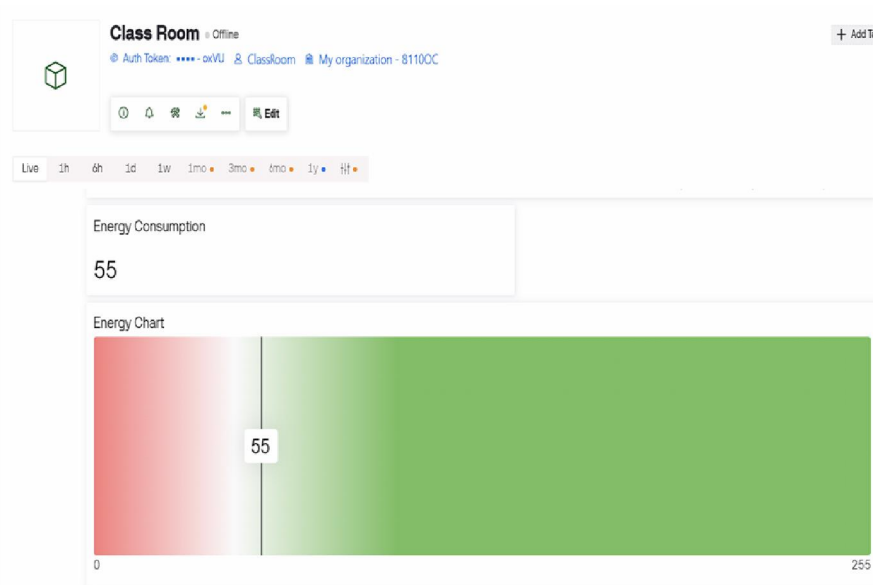 Class Room Offline
Auth Token: •••• - oxVU ClassRoom My organization - 8110OC
+ Add
Edit
Live 1h 6h 1d 1w 1mo 3mo 6mo 1y
Energy Consumption
55
Energy Chart
55
0 255